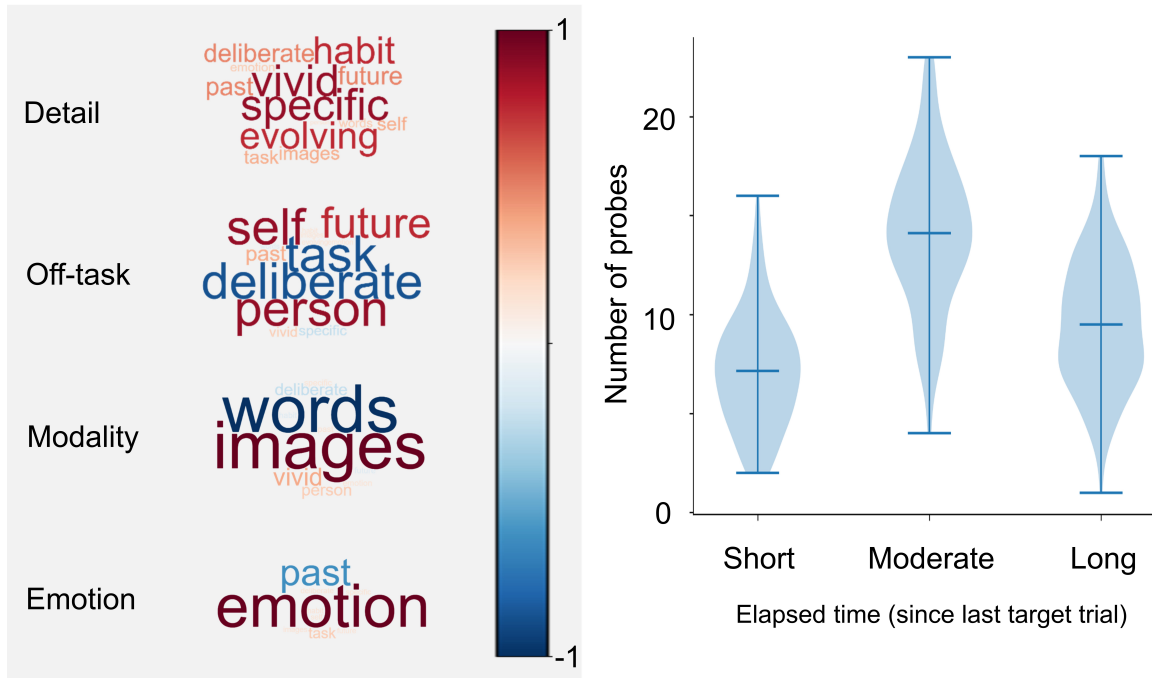 Detail
deliberate habit
emotion
vivid future
past
specific
words self
evolving
task images
Off-task
self future
past task
deliberate
person
vivid specific
Modality
deliberate
words
images
vivid
person
Emotion
past
emotion
task
1
-1
Number of probes
20
10
0
Short Moderate Long
Elapsed time (since last target trial)